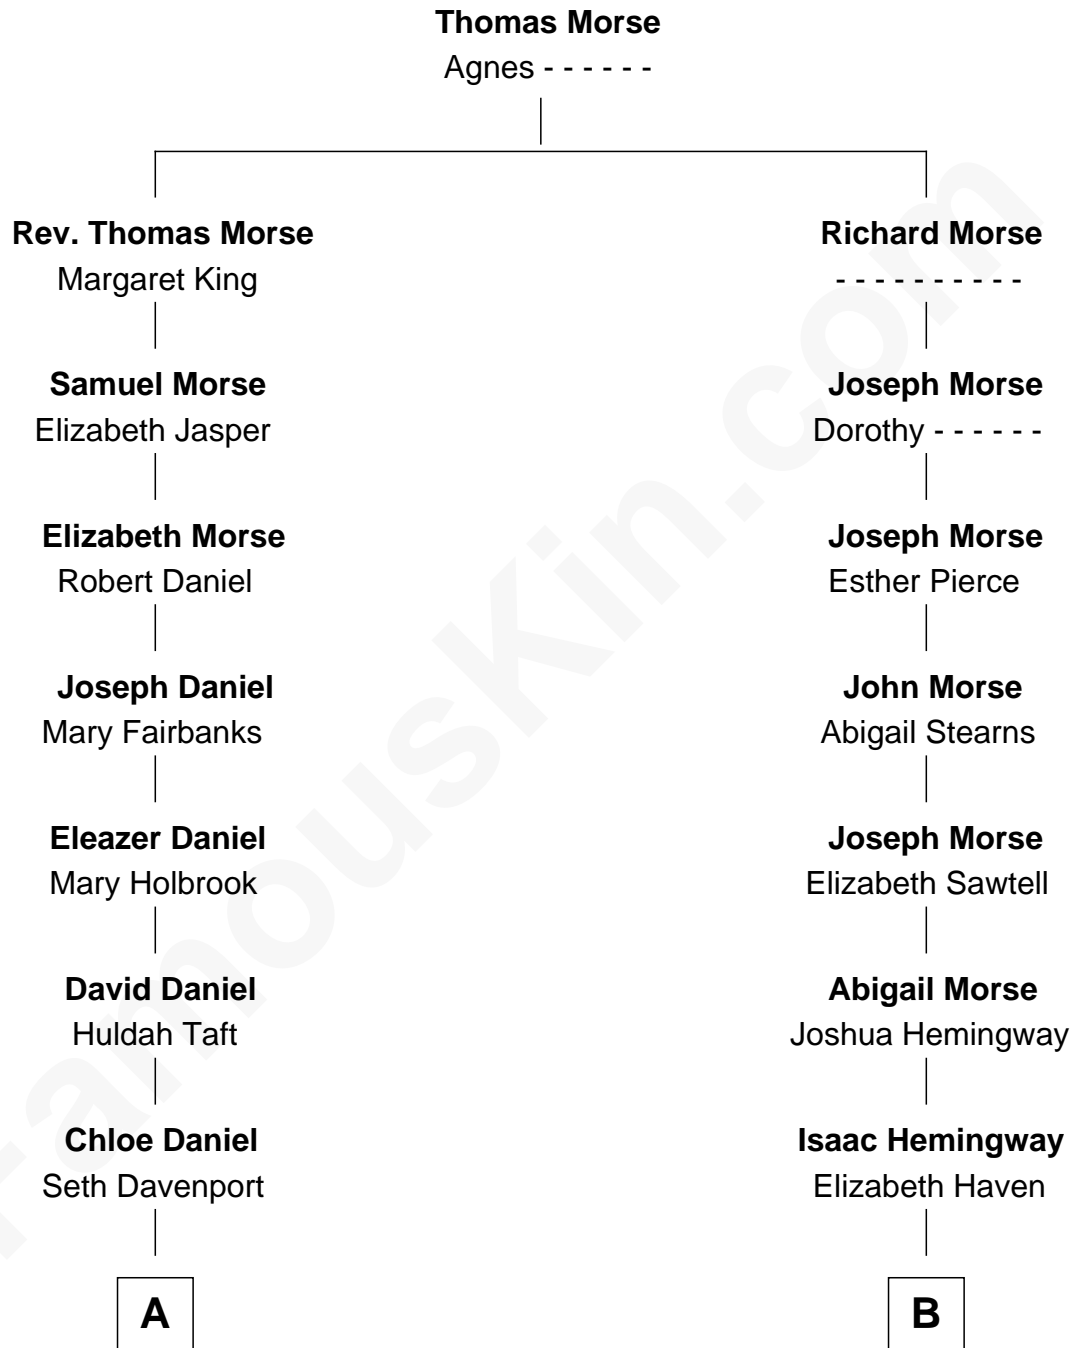 Thomas Morse
Agnes - - - - - -
Rev. Thomas Morse
Margaret King
Richard Morse
- - - - - - - - - -
Samuel Morse
Elizabeth Jasper
Joseph Morse
Dorothy - - - - - -
Elizabeth Morse
Robert Daniel
Joseph Morse
Esther Pierce
Joseph Daniel
Mary Fairbanks
John Morse
Abigail Stearns
Eleazer Daniel
Mary Holbrook
Joseph Morse
Elizabeth Sawtell
David Daniel
Huldah Taft
Abigail Morse
Joshua Hemingway
Chloe Daniel
Seth Davenport
Isaac Hemingway
Elizabeth Haven
A
B
FamousKin.com